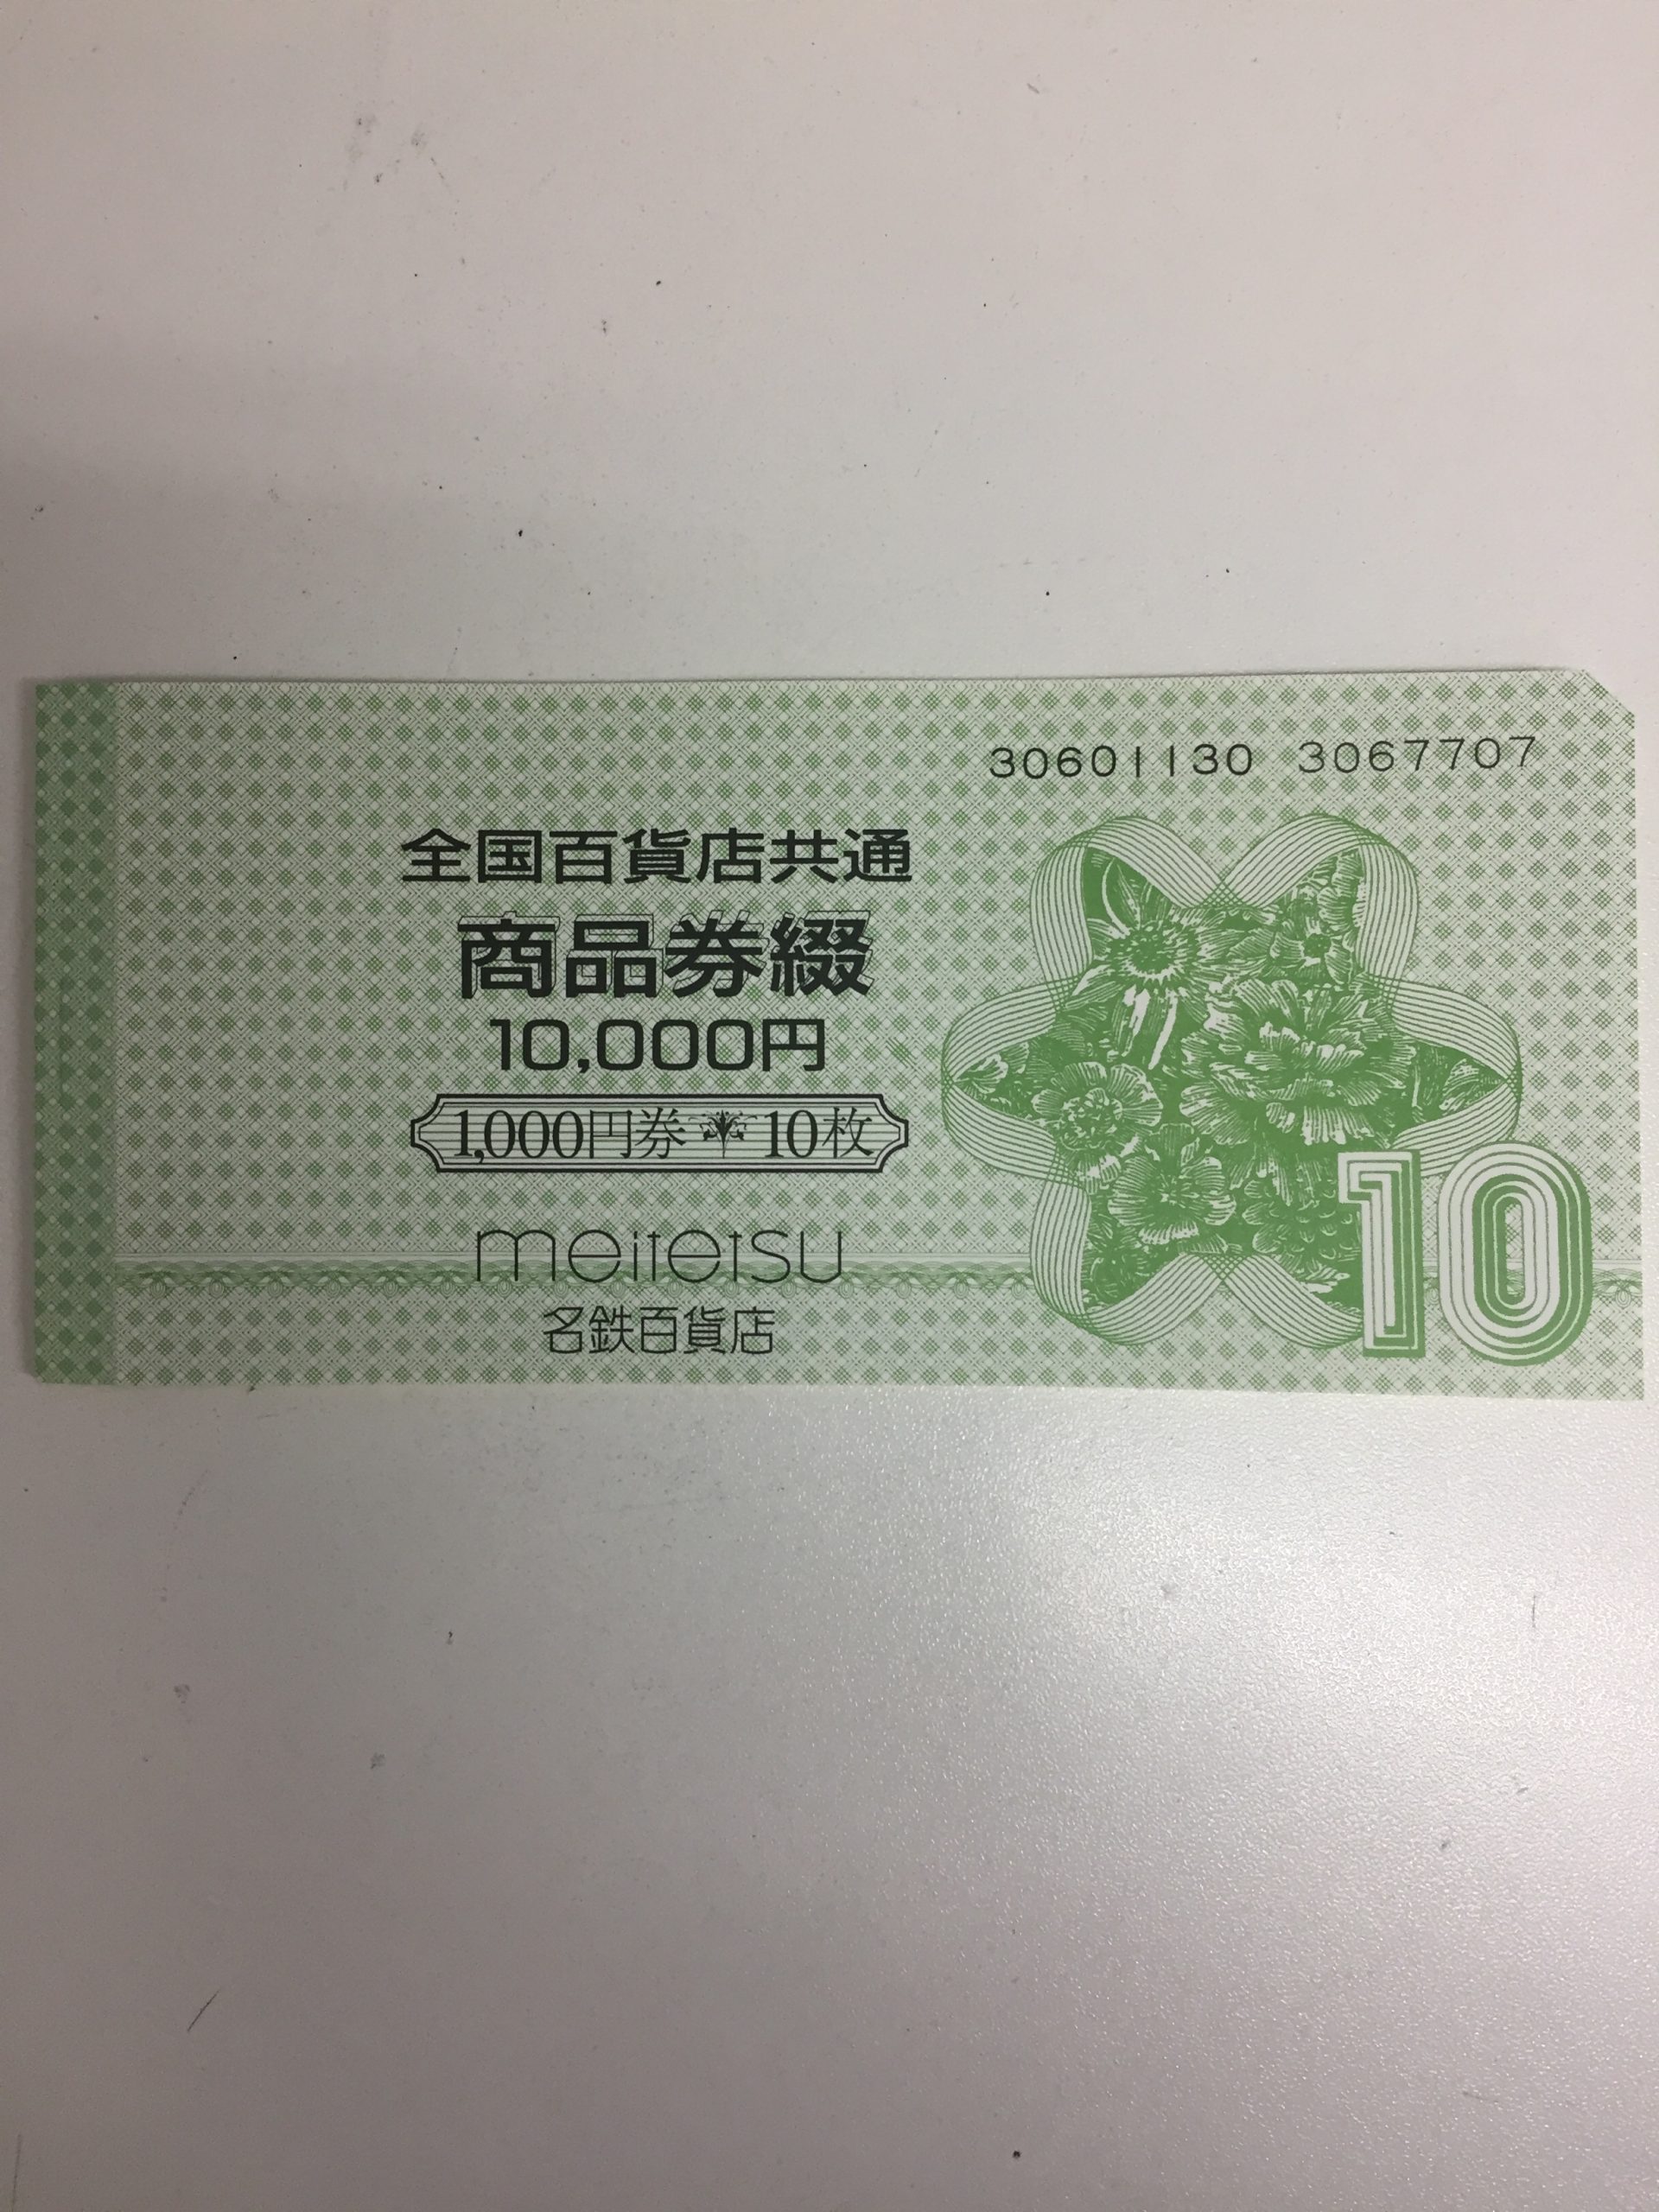 30601130 3067707
全国百貨店共通
商品券綴
10,000円
1,000円券 10枚
meitetsu
名鉄百貨店
10